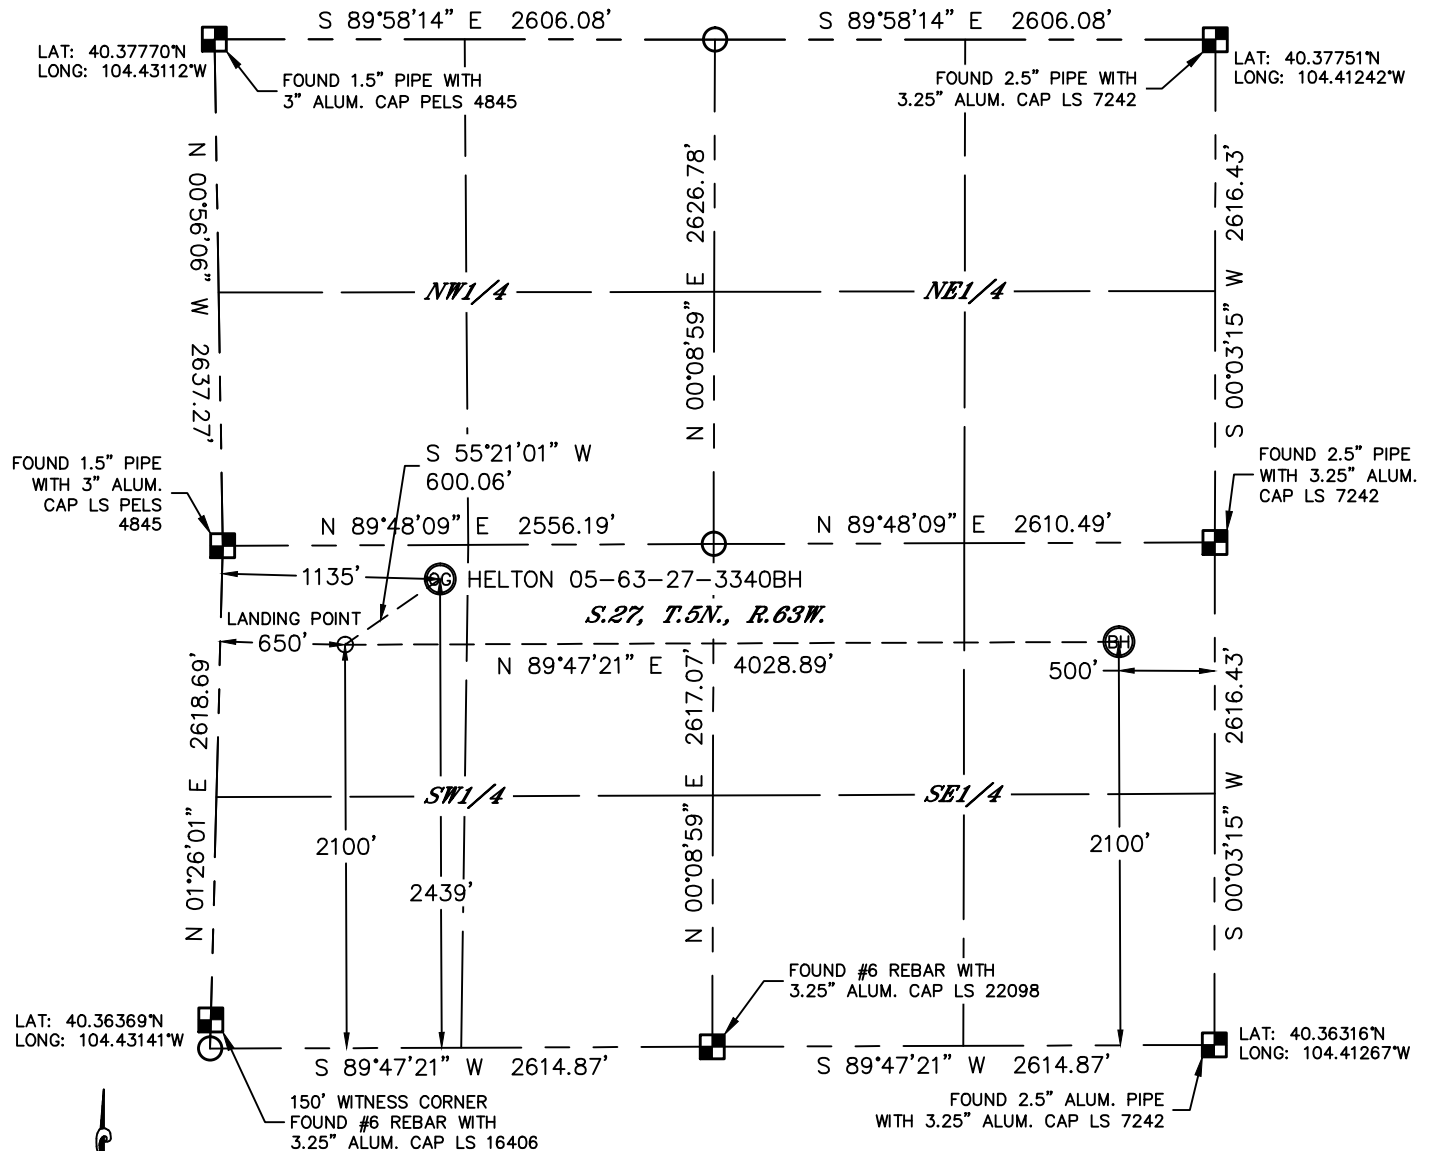 S 89°58'14" E 2606.08'
S 89°58'14" E 2606.08'
LAT: 40.37770°N
LONG: 104.43112°W
FOUND 1.5" PIPE WITH
3" ALUM. CAP PELS 4845
FOUND 2.5" PIPE WITH
3.25" ALUM. CAP LS 7242
LAT: 40.37751°N
LONG: 104.41242°W
N 00°56'06" W 2637.27'
N 00°08'59" E 2626.78'
S 00°03'15" W 2616.43'
NW1/4
NE1/4
FOUND 1.5" PIPE
WITH 3" ALUM.
CAP LS PELS
4845
S 55°21'01" W
600.06'
FOUND 2.5" PIPE
WITH 3.25" ALUM.
CAP LS 7242
N 89°48'09" E 2556.19'
N 89°48'09" E 2610.49'
1135'
OG
HELTON 05-63-27-3340BH
S.27, T.5N., R.63W.
LANDING POINT
650'
N 89°47'21" E 4028.89'
BH
500'
N 01°26'01" E 2618.69'
N 00°08'59" E 2617.07'
S 00°03'15" W 2616.43'
SW1/4
SE1/4
2100'
2439'
2100'
FOUND #6 REBAR WITH
3.25" ALUM. CAP LS 22098
LAT: 40.36369°N
LONG: 104.43141°W
LAT: 40.36316°N
LONG: 104.41267°W
S 89°47'21" W 2614.87'
S 89°47'21" W 2614.87'
150' WITNESS CORNER
FOUND #6 REBAR WITH
3.25" ALUM. CAP LS 16406
FOUND 2.5" ALUM. PIPE
WITH 3.25" ALUM. CAP LS 7242